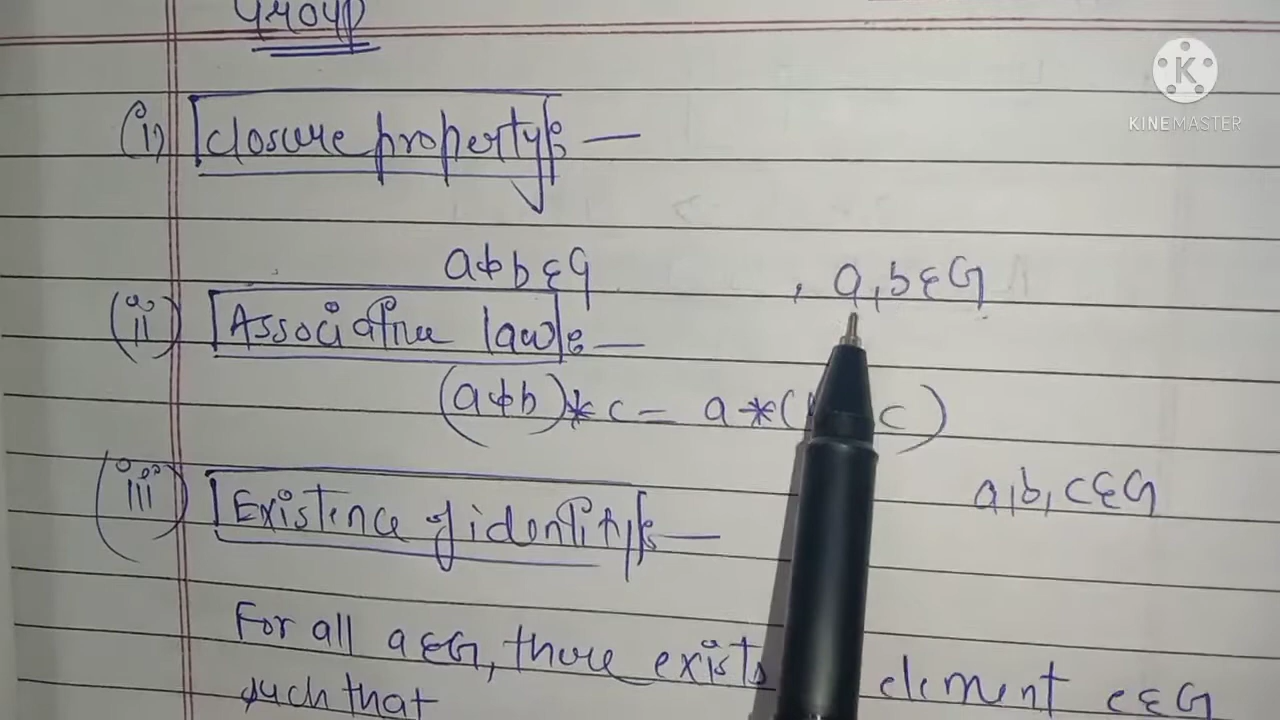 Group
(i) closure property:—
a*b∈G , a,b∈G
(ii) Associative law:—
(a*b)*c = a*( c)
a,b,c∈G
(iii) Existence of identity:—
For all a∈G, there exists element e∈G
such that
K
KINEMASTER